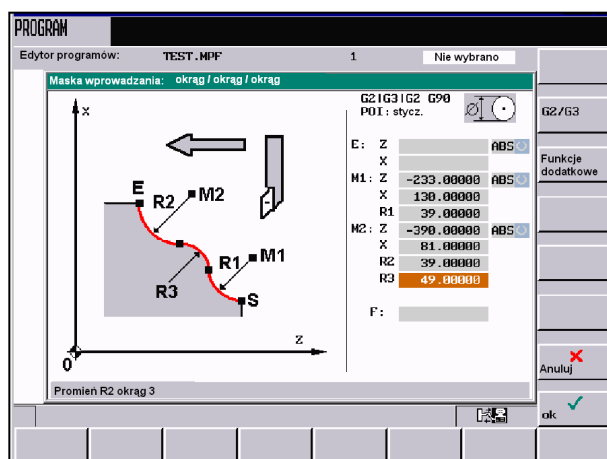 PROGRAM
Edytor programów: TEST.MPF 1 Nie wybrano
Maska wprowadzania: okrąg / okrąg / okrąg
G2|G3|G2 G90
POI: stycz.
G2/G3
Funkcje
dodatkowe
E: Z ABS
X
M1: Z -233.00000 ABS
X 130.00000
R1 39.00000
M2: Z -390.00000 ABS
X 81.00000
R2 39.00000
R3 49.00000
F:
x
E
R2
M2
R1
M1
R3
S
z
0
Promień R2 okrąg 3
Anuluj
ok